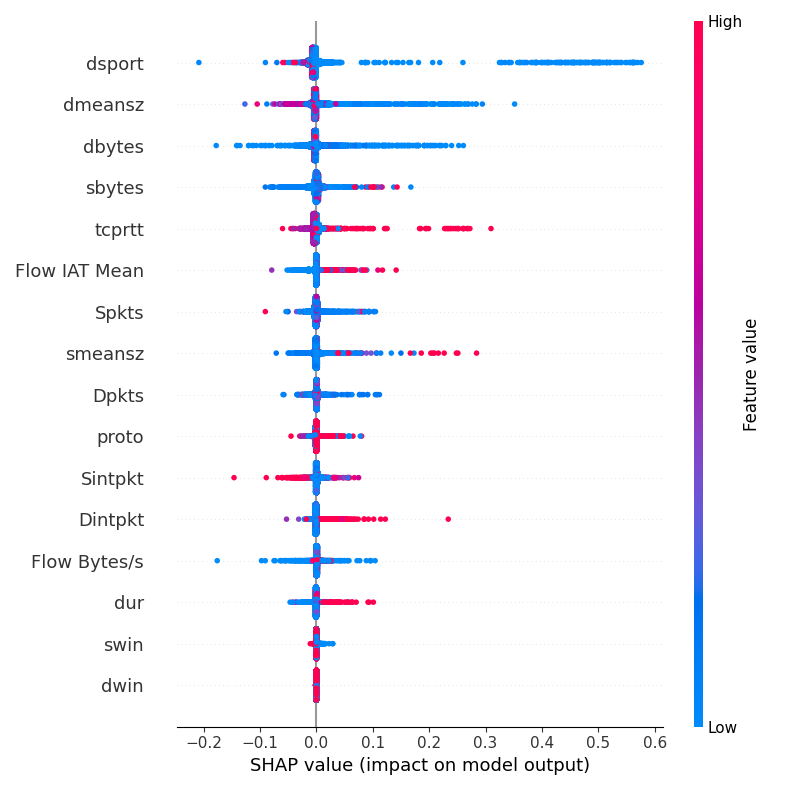 High
dsport
dmeansz
dbytes
sbytes
tcprtt
Flow IAT Mean
Spkts
smeansz
Dpkts
proto
Sintpkt
Dintpkt
Flow Bytes/s
dur
swin
dwin
Feature value
Low
−0.2 −0.1 0.0 0.1 0.2 0.3 0.4 0.5 0.6
SHAP value (impact on model output)